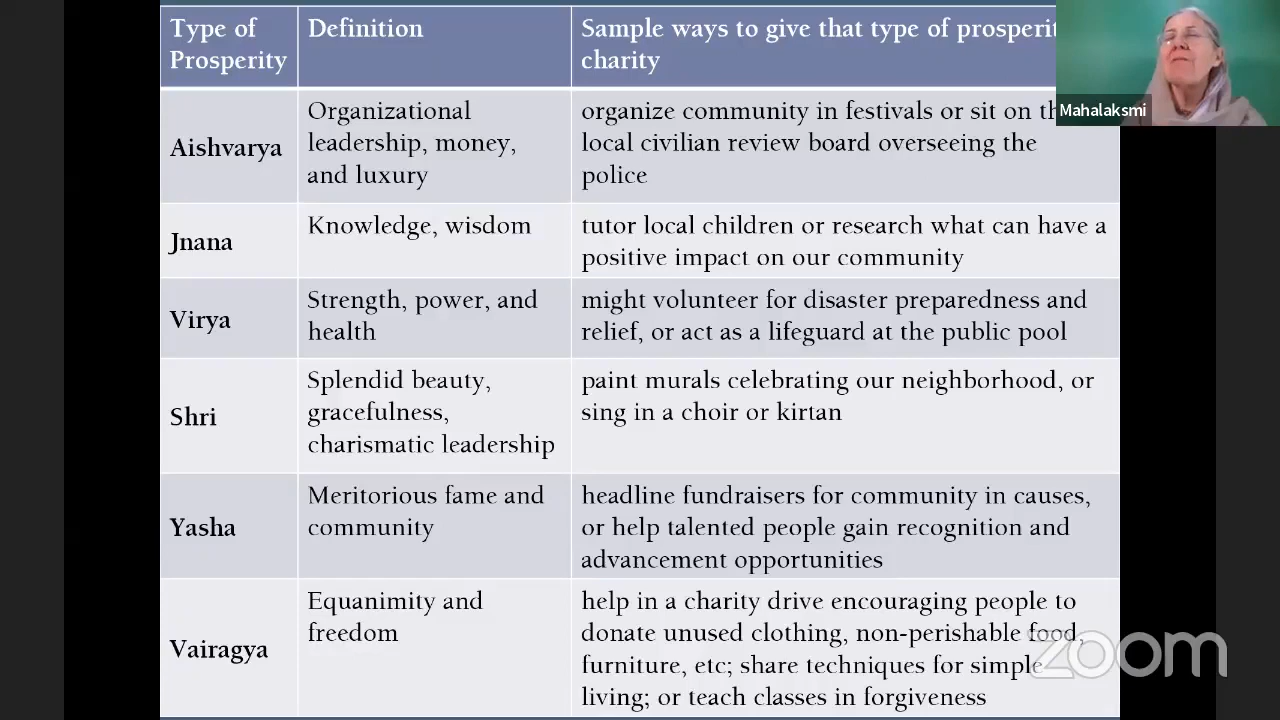 Type of
Prosperity
Definition
Sample ways to give that type of prosperit
charity
Mahalaksmi
Aishvarya
Organizational
leadership, money,
and luxury
organize community in festivals or sit on th
local civilian review board overseeing the
police
Jnana
Knowledge, wisdom
tutor local children or research what can have a
positive impact on our community
Virya
Strength, power, and
health
might volunteer for disaster preparedness and
relief, or act as a lifeguard at the public pool
Shri
Splendid beauty,
gracefulness,
charismatic leadership
paint murals celebrating our neighborhood, or
sing in a choir or kirtan
Yasha
Meritorious fame and
community
headline fundraisers for community in causes,
or help talented people gain recognition and
advancement opportunities
Vairagya
Equanimity and
freedom
help in a charity drive encouraging people to
donate unused clothing, non-perishable food,
furniture, etc; share techniques for simple
living; or teach classes in forgiveness
zoom